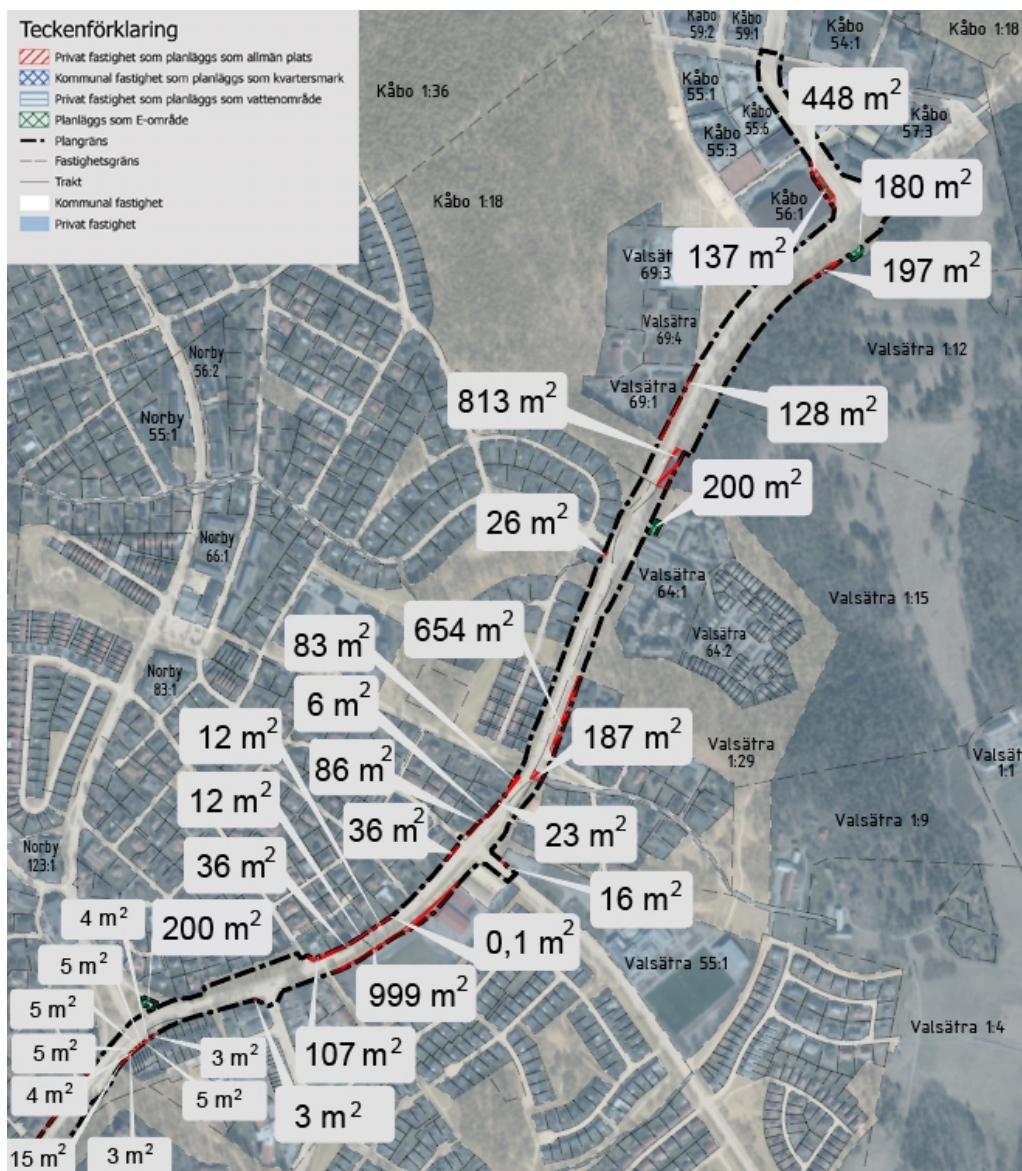 Teckenförklaring
Privat fastighet som planläggs som allmän plats
Kommunal fastighet som planläggs som kvartersmark
Privat fastighet som planläggs som vattenområde
Planläggs som E-område
Plangräns
Fastighetsgräns
Trakt
Kommunal fastighet
Privat fastighet
Kåbo
59:2
Kåbo
59:1
Kåbo
54:1
Kåbo 1:18
Kåbo 1:36
Kåbo
55:1
448 m²
Kåbo
55:6
Kåbo
57:3
Kåbo
55:3
180 m²
Kåbo 1:18
Kåbo
56:1
137 m²
Valsät
69:3
197 m²
Valsätra
69:4
Valsätra 1:12
Norby
56:2
Valsätra
69:1
813 m²
128 m²
Norby
55:1
200 m²
26 m²
Norby
66:1
Valsätra
64:1
Valsätra 1:15
654 m²
83 m²
Valsätra
64:2
Norby
83:1
6 m²
12 m²
187 m²
Valsätra
1:29
Valsät
1:1
86 m²
12 m²
36 m²
23 m²
Valsätra 1:9
Norby
123:1
36 m²
16 m²
4 m²
200 m²
0,1 m²
5 m²
Valsätra 55:1
999 m²
5 m²
Valsätra 1:4
5 m²
3 m²
107 m²
4 m²
5 m²
3 m²
15 m²
3 m²